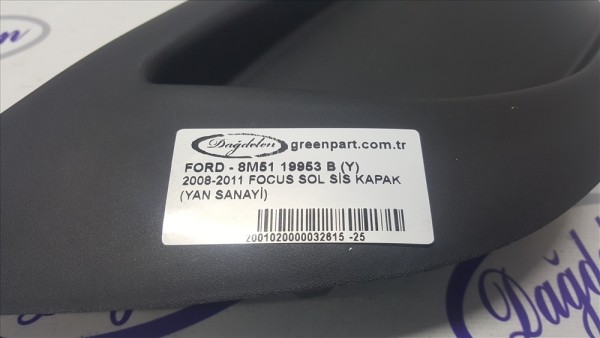 Dağdelen
greenpart.com.tr
FORD - 8M51 19953 B (Y)
2008-2011 FOCUS SOL SİS KAPAK
(YAN SANAYİ)
2001020000032615 -25
Dağdelen